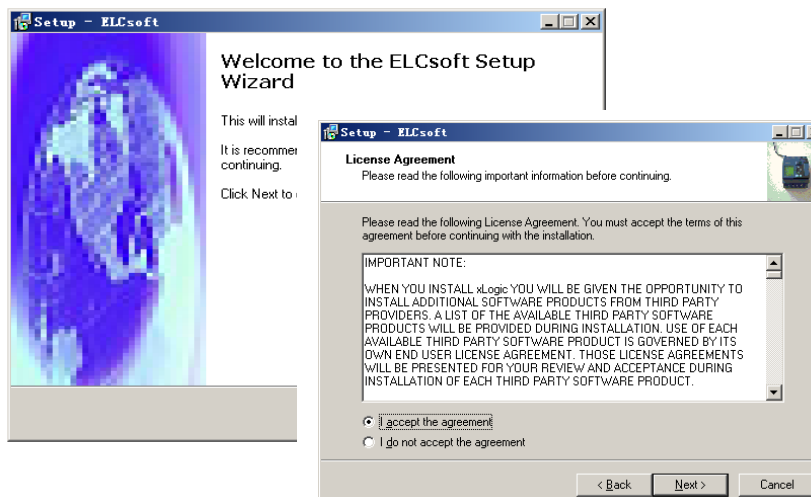 Setup - ELCsoft
Welcome to the ELCsoft Setup
Wizard
This will
It is
continuing.
Click Next to
Setup - ELCsoft
License Agreement
Please read the following important information before continuing.
Please read the following License Agreement. You must accept the terms of this
agreement before continuing with the installation.
IMPORTANT NOTE:
WHEN YOU INSTALL xLogic YOU WILL BE GIVEN THE OPPORTUNITY TO
INSTALL ADDITIONAL SOFTWARE PRODUCTS FROM THIRD PARTY
PROVIDERS. A LIST OF THE AVAILABLE THIRD PARTY SOFTWARE
PRODUCTS WILL BE PROVIDED DURING INSTALLATION. USE OF EACH
AVAILABLE THIRD PARTY SOFTWARE PRODUCT IS GOVERNED BY ITS
OWN END USER LICENSE AGREEMENT. THOSE LICENSE AGREEMENTS
WILL BE PRESENTED FOR YOUR REVIEW AND ACCEPTANCE DURING
INSTALLATION OF EACH THIRD PARTY SOFTWARE PRODUCT.
I accept the agreement
I do not accept the agreement
< Back Next > Cancel